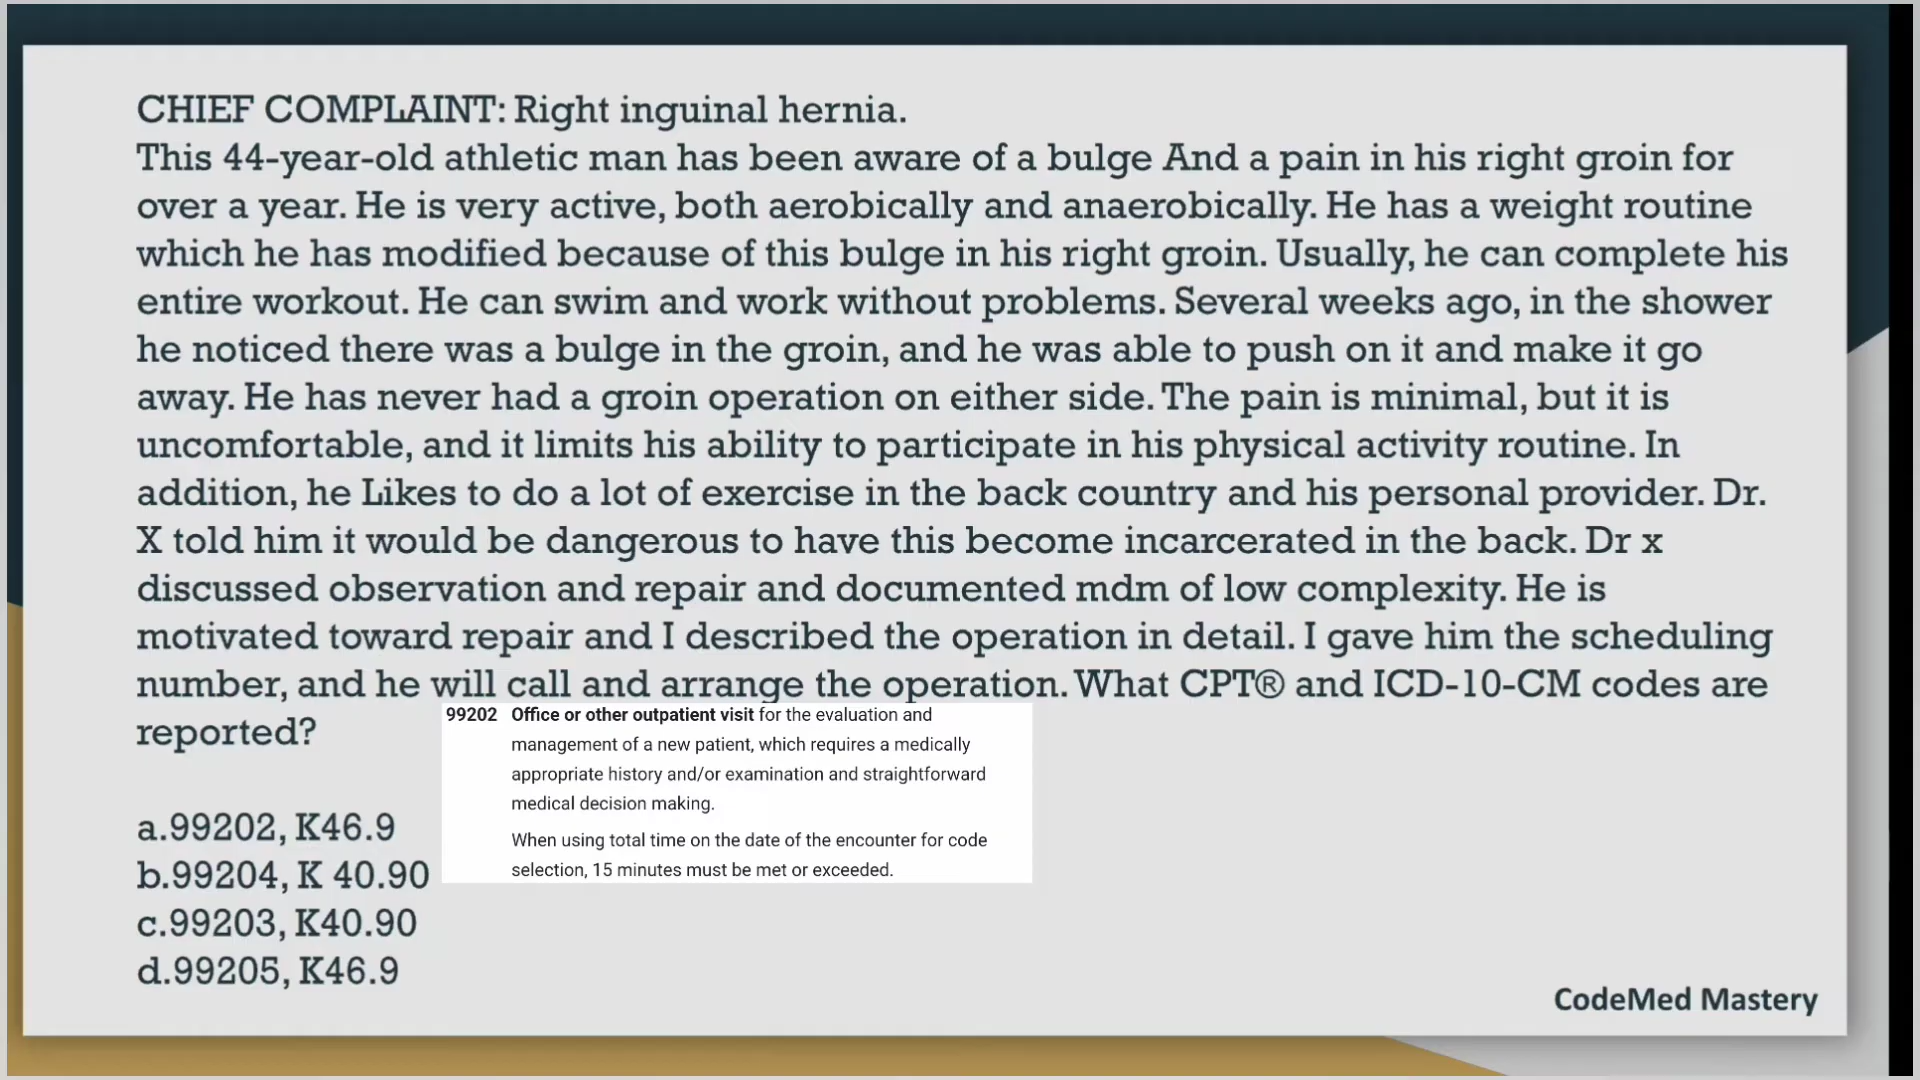 CHIEF COMPLAINT: Right inguinal hernia.
This 44-year-old athletic man has been aware of a bulge And a pain in his right groin for
over a year. He is very active, both aerobically and anaerobically. He has a weight routine
which he has modified because of this bulge in his right groin. Usually, he can complete his
entire workout. He can swim and work without problems. Several weeks ago, in the shower
he noticed there was a bulge in the groin, and he was able to push on it and make it go
away. He has never had a groin operation on either side. The pain is minimal, but it is
uncomfortable, and it limits his ability to participate in his physical activity routine. In
addition, he Likes to do a lot of exercise in the back country and his personal provider. Dr.
X told him it would be dangerous to have this become incarcerated in the back. Dr x
discussed observation and repair and documented mdm of low complexity. He is
motivated toward repair and I described the operation in detail. I gave him the scheduling
number, and he will call and arrange the operation. What CPT® and ICD-10-CM codes are
reported?
99202 Office or other outpatient visit for the evaluation and
management of a new patient, which requires a medically
appropriate history and/or examination and straightforward
medical decision making.
When using total time on the date of the encounter for code
selection, 15 minutes must be met or exceeded.
a.99202, K46.9
b.99204, K 40.90
c.99203, K40.90
d.99205, K46.9
CodeMed Mastery